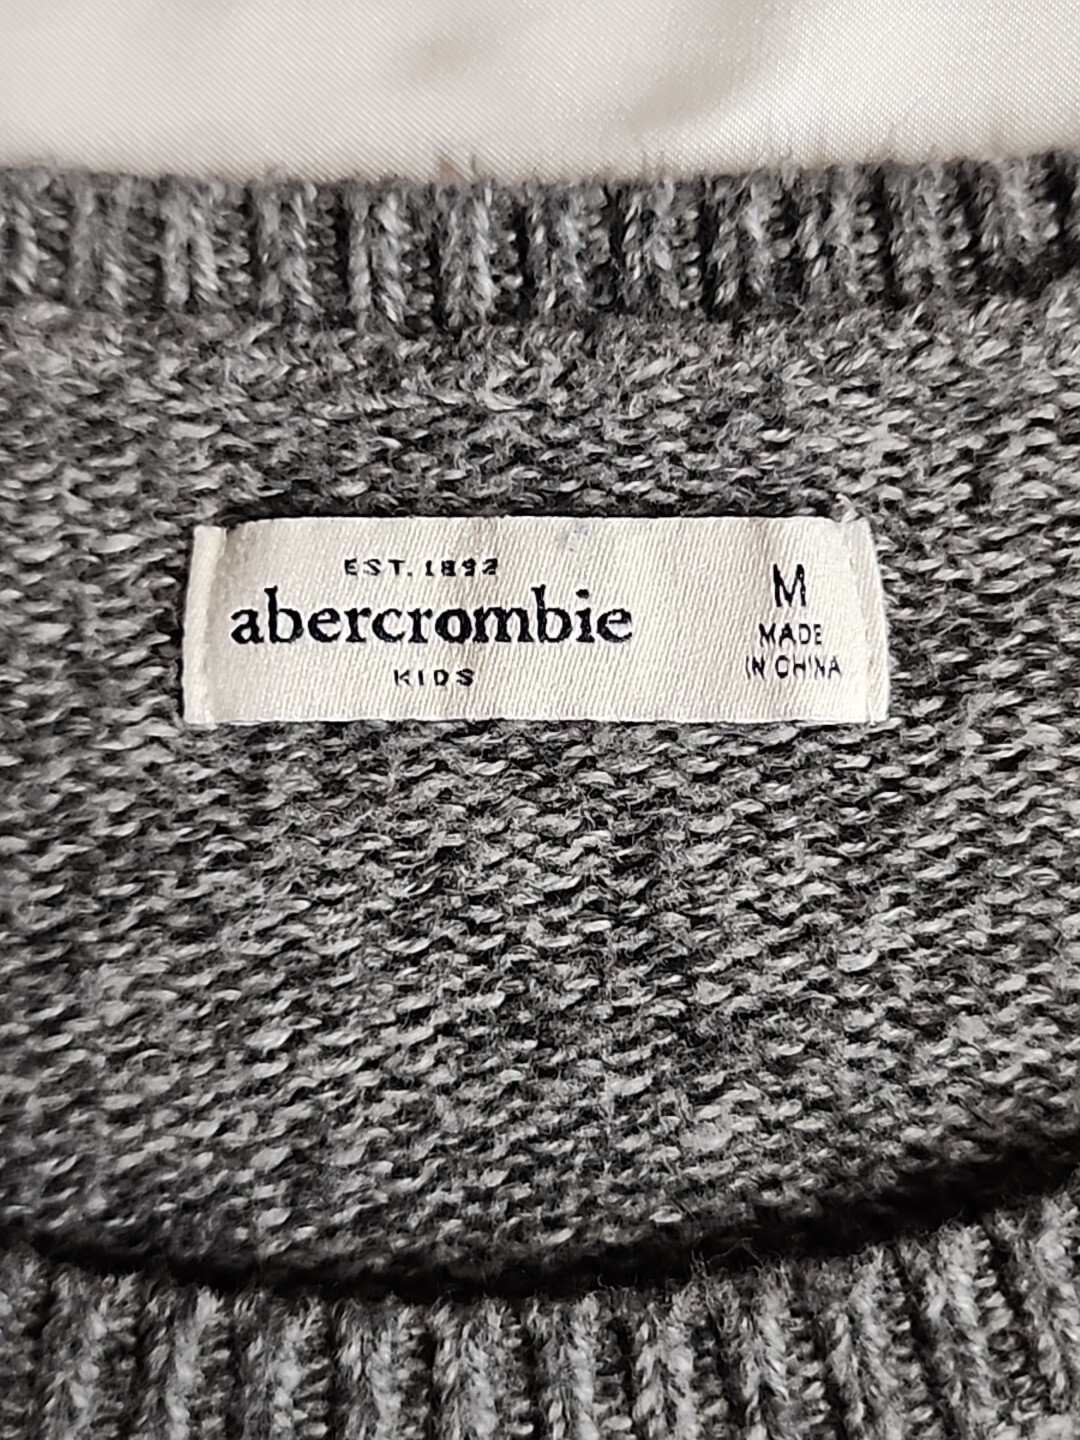 EST. 1892
abercrombie
KIDS
M
MADE
IN CHINA